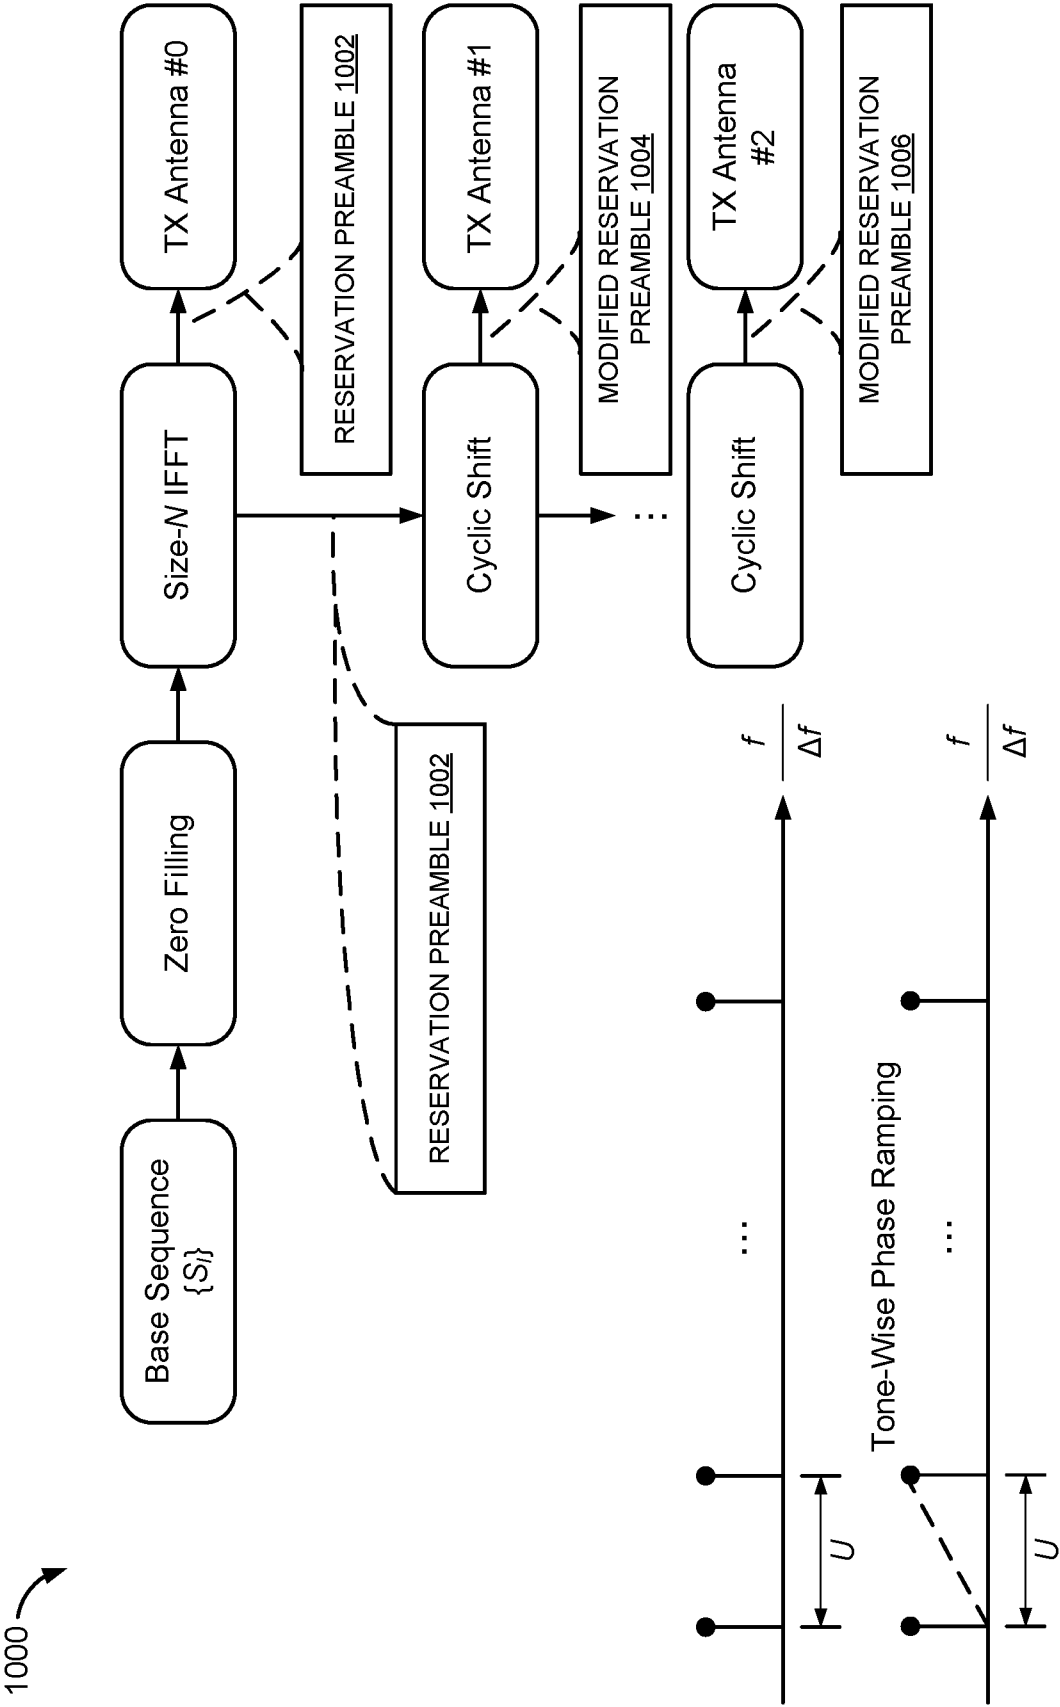 1000
Base Sequence
{Si}
Zero Filling
Size-N IFFT
TX Antenna #0
RESERVATION PREAMBLE 1002
RESERVATION PREAMBLE 1002
Cyclic Shift
TX Antenna #1
MODIFIED RESERVATION
PREAMBLE 1004
...
Cyclic Shift
TX Antenna
#2
MODIFIED RESERVATION
PREAMBLE 1006
...
f
Δf
U
Tone-Wise Phase Ramping
...
f
Δf
U